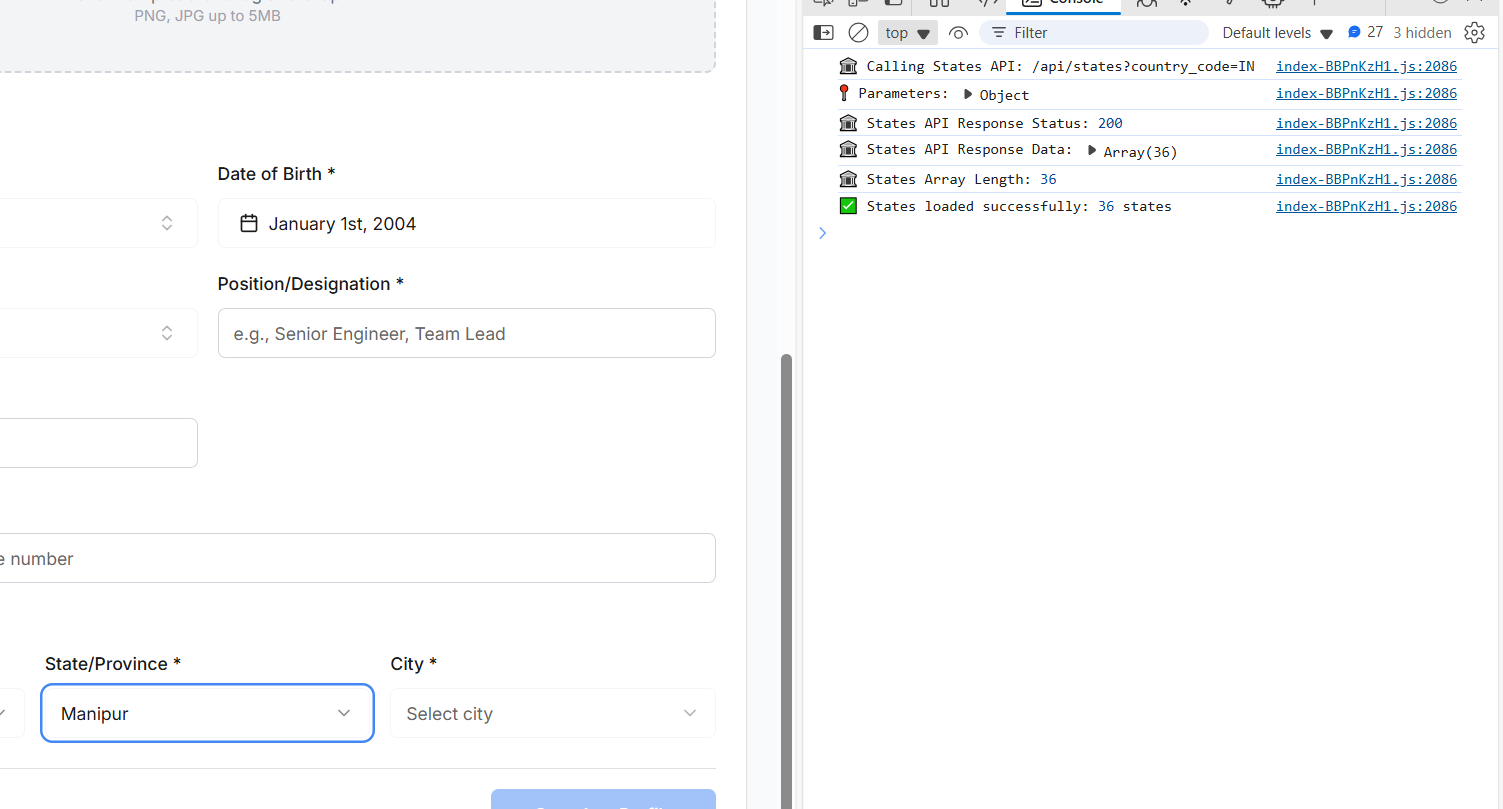 PNG, JPG up to 5MB
Date of Birth *
January 1st, 2004
Position/Designation *
e.g., Senior Engineer, Team Lead
e number
State/Province *
City *
Manipur
Select city
Console
top
Filter
Default levels
27
3 hidden
Calling States API: /api/states?country_code=IN
index-BBPnKzH1.js:2086
Parameters: Object
index-BBPnKzH1.js:2086
States API Response Status: 200
index-BBPnKzH1.js:2086
States API Response Data: Array(36)
index-BBPnKzH1.js:2086
States Array Length: 36
index-BBPnKzH1.js:2086
States loaded successfully: 36 states
index-BBPnKzH1.js:2086